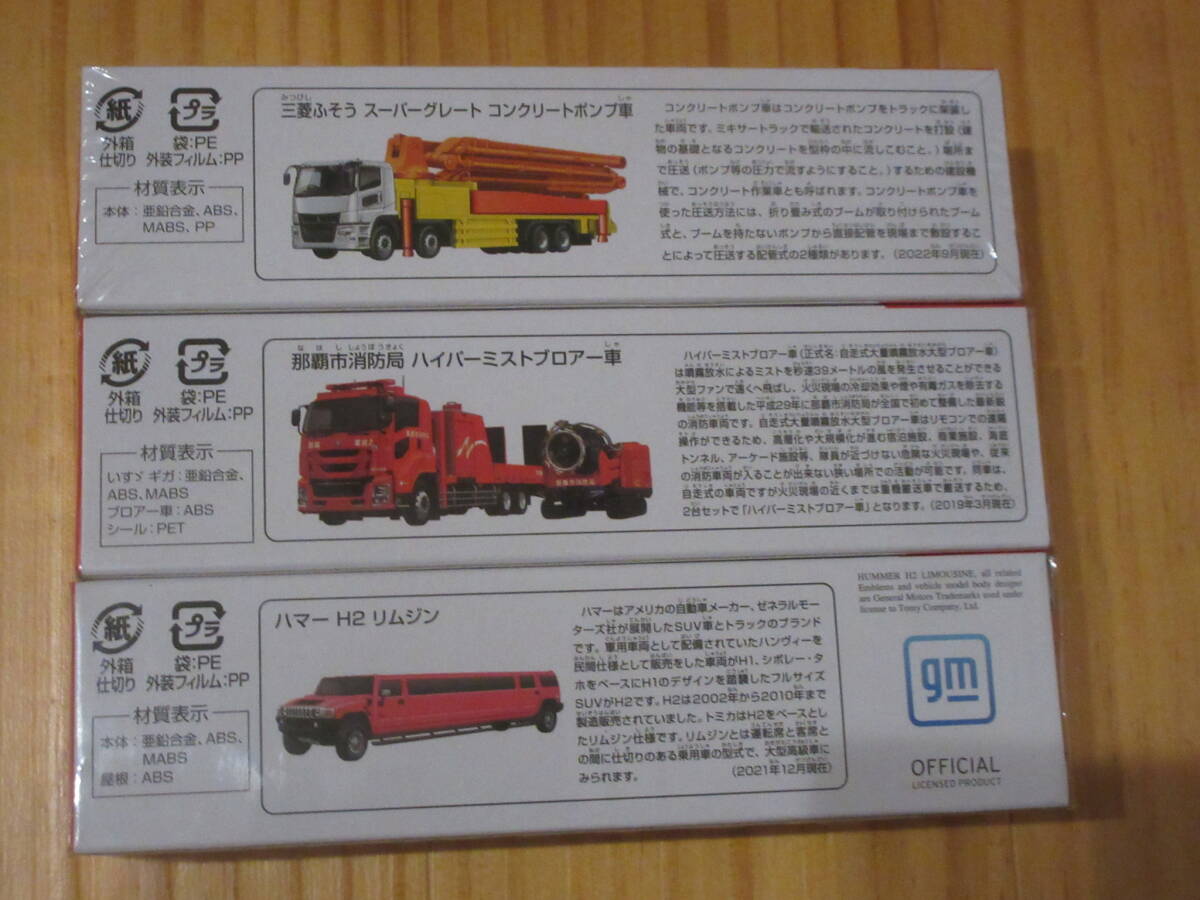 紙
プラ
外箱
仕切り
袋:PE
外装フィルム:PP
材質表示
本体:亜鉛合金、ABS、
MABS、PP
三菱ふそう スーパーグレート コンクリートポンプ車
コンクリートポンプ車はコンクリートポンプをトラックに架装し
た車両です。ミキサートラックで輸送されたコンクリートを打設(建
物の基礎となるコンクリートを型枠の中に流しこむこと。)場所ま
で圧送(ポンプ等の圧力で流すようにすること。)するための建設機
械で、コンクリート作業車とも呼ばれます。コンクリートポンプ車を
使った圧送方法には、折り畳み式のブームが取り付けられたブーム
式と、ブームを持たないポンプから直接配管を現場まで敷設するこ
とによって圧送する配管式の2種類があります。(2022年9月現在)
紙
プラ
外箱
仕切り
袋:PE
外装フィルム:PP
材質表示
いすゞ ギガ:亜鉛合金、
ABS、MABS
ブロアー車:ABS
シール:PET
那覇市消防局 ハイパーミストブロアー車
ハイパーミストブロアー車(正式名:自走式大量噴霧放水大型ブロアー車)
は噴霧放水によるミストを秒速39メートルの風を発生させることができる
大型ファンで遠くへ飛ばし、火災現場の冷却効果や煙や有毒ガスを除去する
機能等を搭載した平成29年に那覇市消防局が全国で初めて整備した最新鋭
の消防車両です。自走式大量噴霧放水大型ブロアー車はリモコンでの遠隔
操作ができるため、高層化や大規模化が進む宿泊施設、商業施設、海底
トンネル、アーケード施設等、隊員が近づけない危険な火災現場や、従来
の消防車両が入ることが出来ない狭い場所での活動が可能です。同車は、
自走式の車両ですが火災現場の近くまでは重機搬送車で搬送するため、
2台セットで「ハイパーミストブロアー車」となります。(2019年3月現在)
紙
プラ
外箱
仕切り
袋:PE
外装フィルム:PP
材質表示
本体:亜鉛合金、ABS、
MABS
屋根:ABS
ハマー H2 リムジン
ハマーはアメリカの自動車メーカー、ゼネラルモー
ターズ社が展開したSUV車とトラックのブランド
です。軍用車両として配備されていたハンヴィーを
民間仕様として販売をした車両がH1、シボレー・タ
ホをベースにH1のデザインを踏襲したフルサイズ
SUVがH2です。H2は2002年から2010年まで
製造販売されていました。トミカはH2をベースとし
たリムジン仕様です。リムジンとは運転席と客席と
の間に仕切りのある乗用車の型式で、大型高級車に
みられます。
(2021年12月現在)
HUMMER H2 LIMOUSINE, all related
Emblems and vehicle model body designer
are General Motors Trademarks used under
license to Tomy Company, Ltd.
gm
OFFICIAL
LICENSED PRODUCT